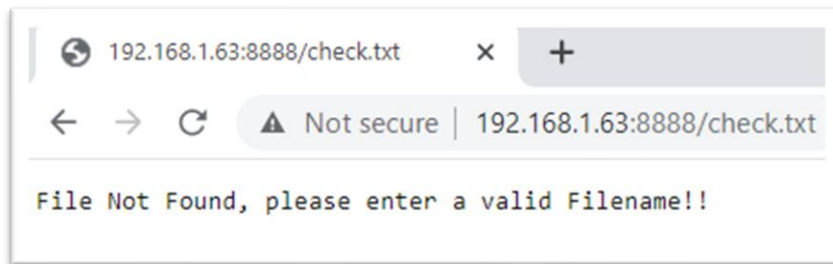 192.168.1.63:8888/check.txt
Not secure | 192.168.1.63:8888/check.txt
File Not Found, please enter a valid Filename!!